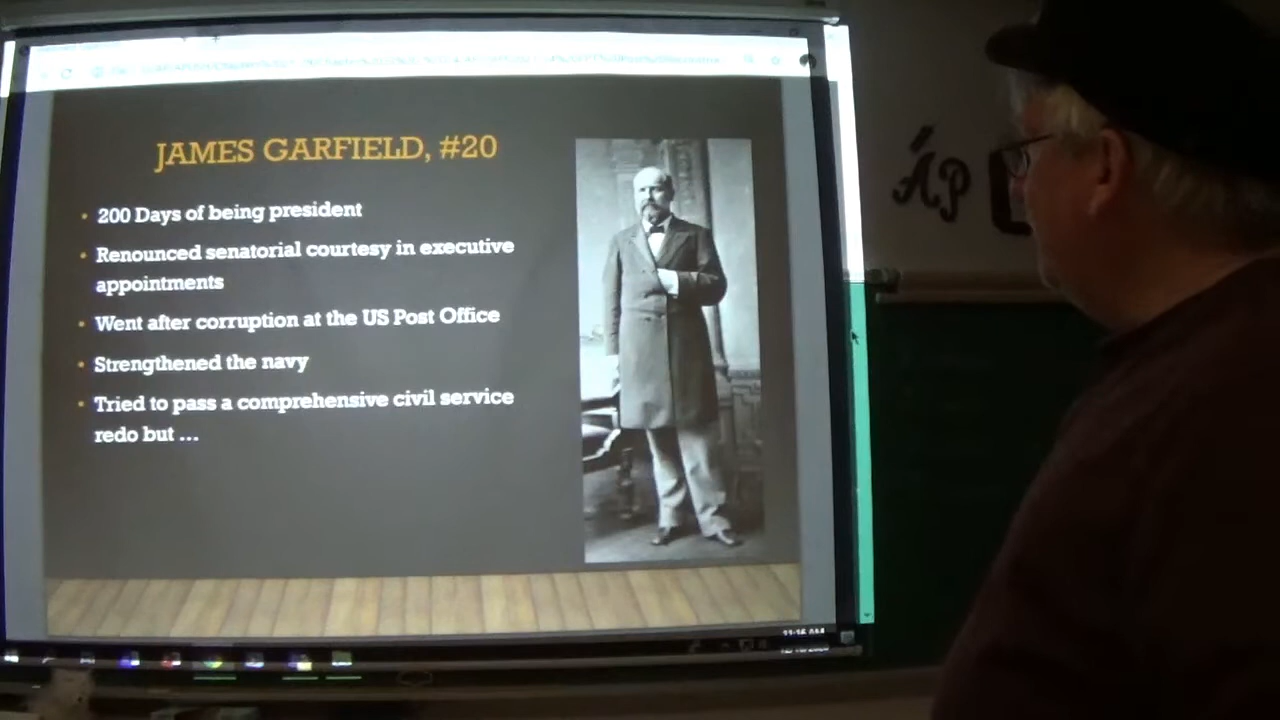 JAMES GARFIELD, #20
• 200 Days of being president
• Renounced senatorial courtesy in executive
appointments
• Went after corruption at the US Post Office
• Strengthened the navy
• Tried to pass a comprehensive civil service
redo but ...
AP